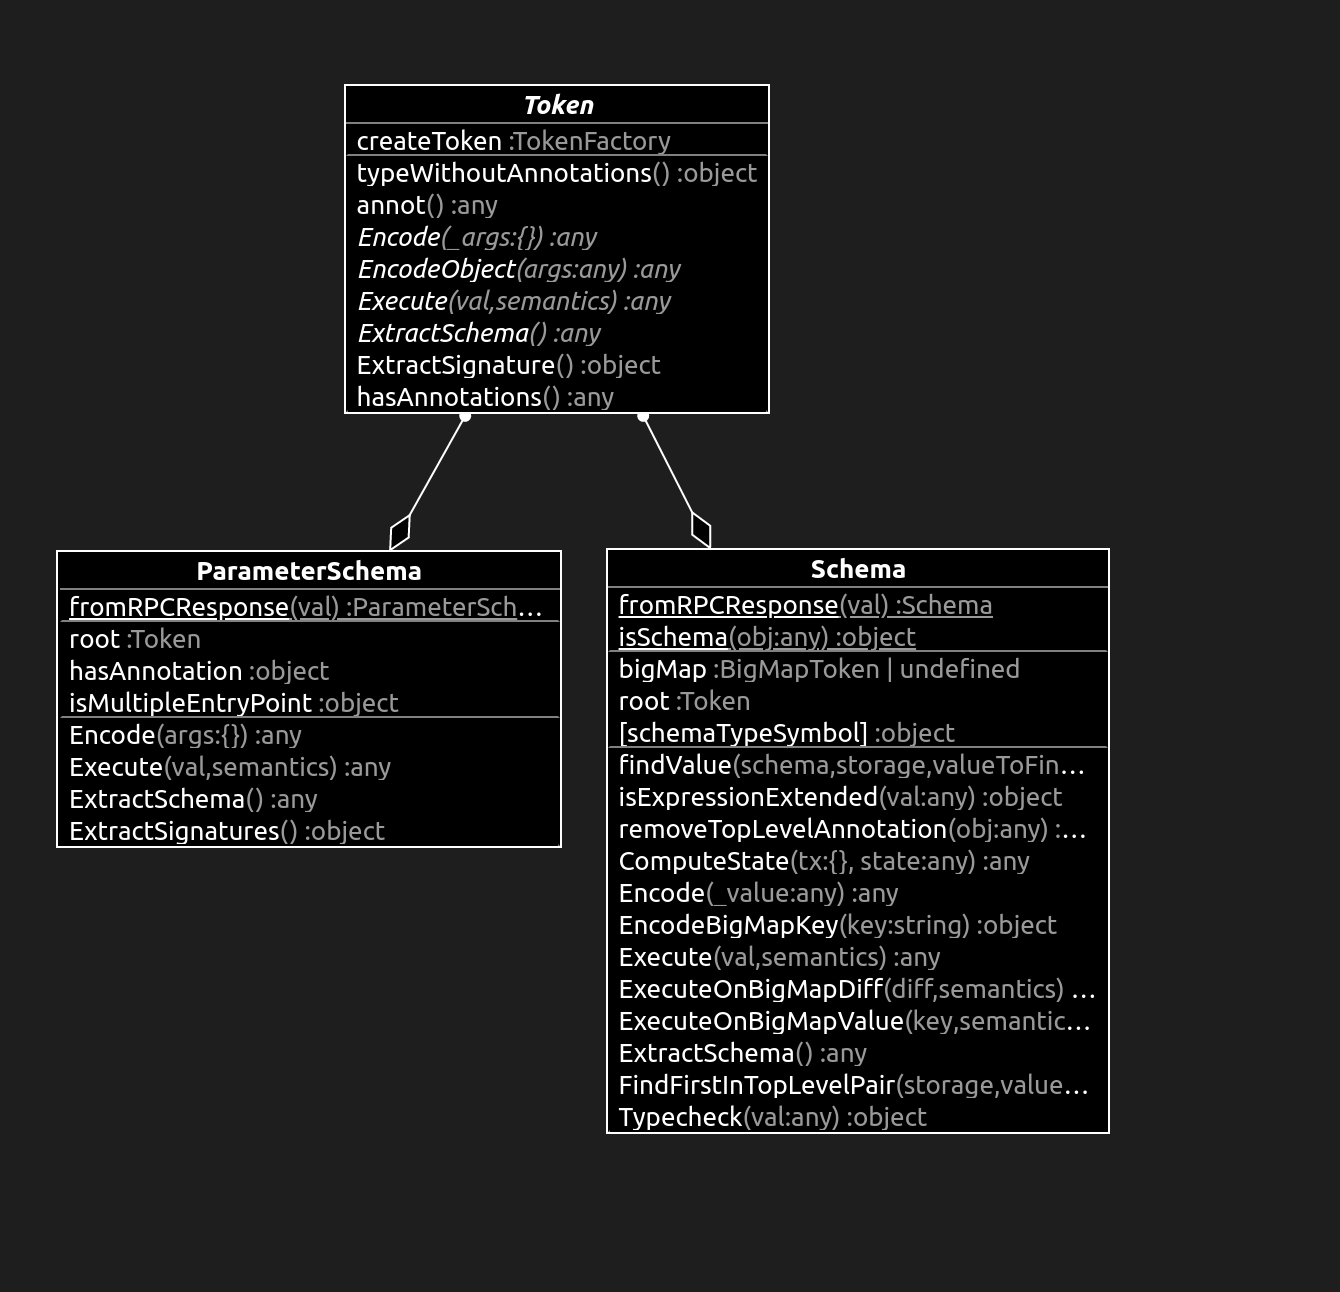 Token
createToken :TokenFactory
typeWithoutAnnotations() :object
annot() :any
Encode(_args:{}) :any
EncodeObject(args:any) :any
Execute(val,semantics) :any
ExtractSchema() :any
ExtractSignature() :object
hasAnnotations() :any
ParameterSchema
fromRPCResponse(val) :ParameterSch…
root :Token
hasAnnotation :object
isMultipleEntryPoint :object
Encode(args:{}) :any
Execute(val,semantics) :any
ExtractSchema() :any
ExtractSignatures() :object
Schema
fromRPCResponse(val) :Schema
isSchema(obj:any) :object
bigMap :BigMapToken | undefined
root :Token
[schemaTypeSymbol] :object
findValue(schema,storage,valueToFin…
isExpressionExtended(val:any) :object
removeTopLevelAnnotation(obj:any) :…
ComputeState(tx:{}, state:any) :any
Encode(_value:any) :any
EncodeBigMapKey(key:string) :object
Execute(val,semantics) :any
ExecuteOnBigMapDiff(diff,semantics) …
ExecuteOnBigMapValue(key,semantic…
ExtractSchema() :any
FindFirstInTopLevelPair(storage,value…
Typecheck(val:any) :object